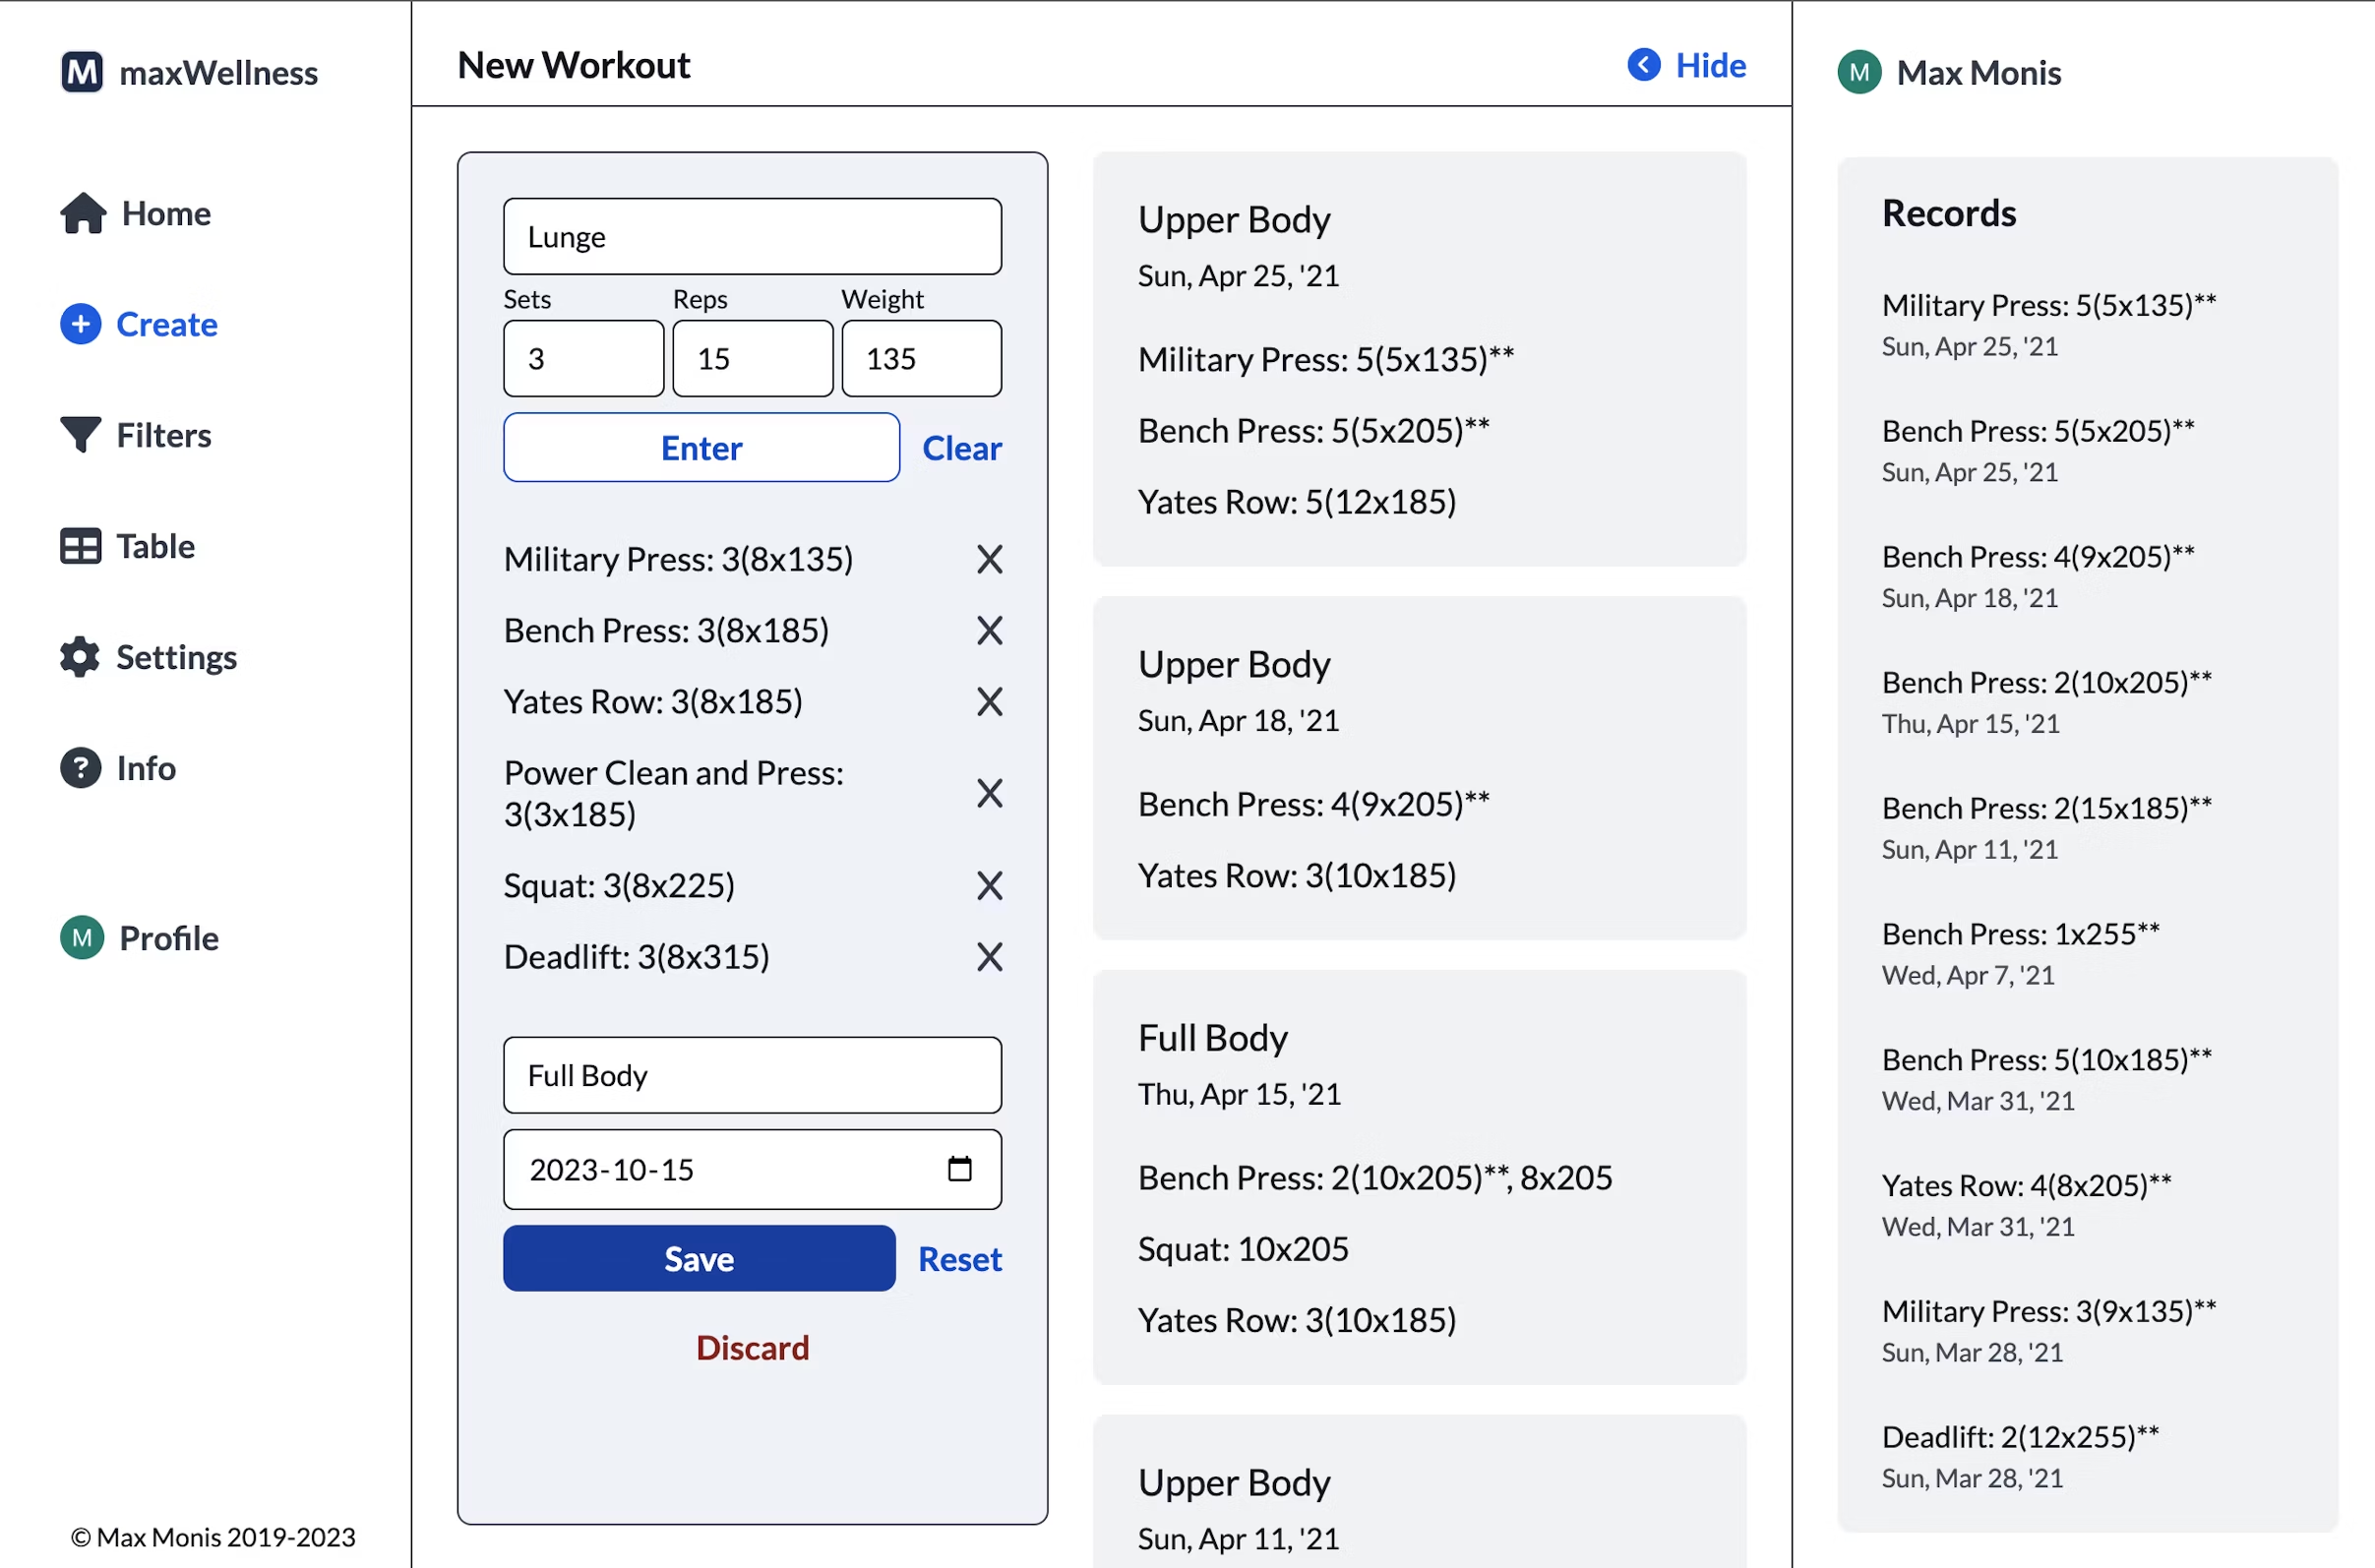 M maxWellness
Home
Create
Filters
Table
Settings
? Info
M Profile
© Max Monis 2019-2023
New Workout
Hide
Lunge
Sets Reps Weight
3 15 135
Enter Clear
Military Press: 3(8x135)
Bench Press: 3(8x185)
Yates Row: 3(8x185)
Power Clean and Press:
3(3x185)
Squat: 3(8x225)
Deadlift: 3(8x315)
Full Body
2023-10-15
Save Reset
Discard
Upper Body
Sun, Apr 25, '21
Military Press: 5(5x135)**
Bench Press: 5(5x205)**
Yates Row: 5(12x185)
Upper Body
Sun, Apr 18, '21
Bench Press: 4(9x205)**
Yates Row: 3(10x185)
Full Body
Thu, Apr 15, '21
Bench Press: 2(10x205)**, 8x205
Squat: 10x205
Yates Row: 3(10x185)
Upper Body
Sun, Apr 11, '21
M Max Monis
Records
Military Press: 5(5x135)**
Sun, Apr 25, '21
Bench Press: 5(5x205)**
Sun, Apr 25, '21
Bench Press: 4(9x205)**
Sun, Apr 18, '21
Bench Press: 2(10x205)**
Thu, Apr 15, '21
Bench Press: 2(15x185)**
Sun, Apr 11, '21
Bench Press: 1x255**
Wed, Apr 7, '21
Bench Press: 5(10x185)**
Wed, Mar 31, '21
Yates Row: 4(8x205)**
Wed, Mar 31, '21
Military Press: 3(9x135)**
Sun, Mar 28, '21
Deadlift: 2(12x255)**
Sun, Mar 28, '21